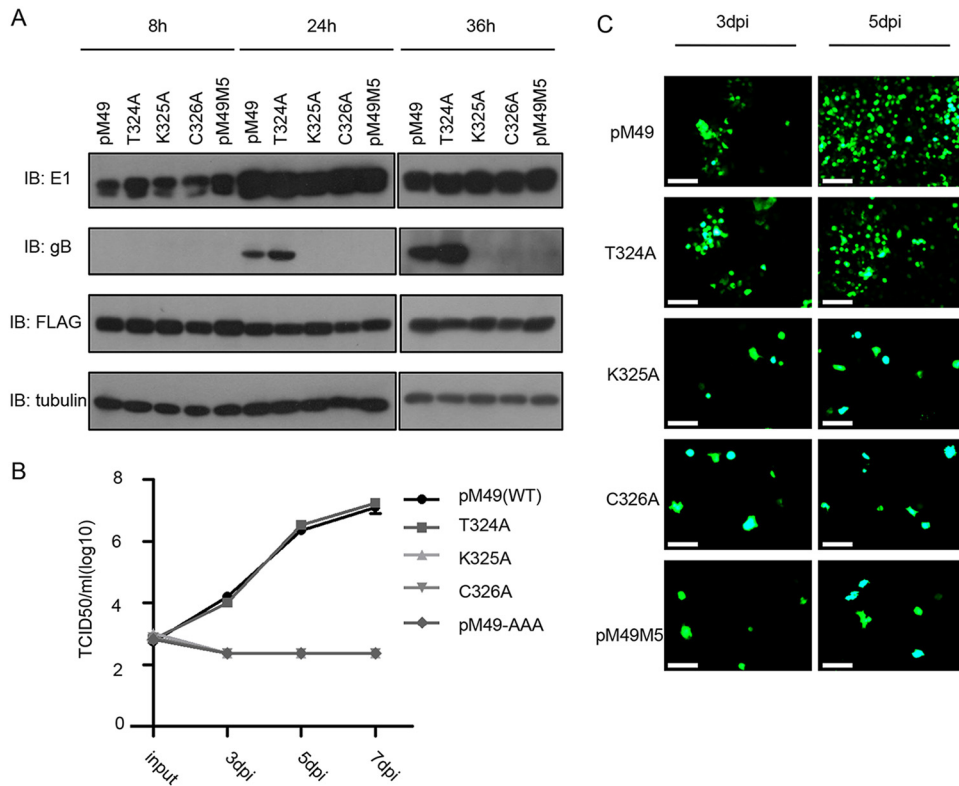 A
8h
24h
36h
pM49
T324A
K325A
C326A
pM49M5
pM49
T324A
K325A
C326A
pM49M5
pM49
T324A
K325A
C326A
pM49M5
IB: E1
IB: gB
IB: FLAG
IB: tubulin
B
TCID50/ml(log10)
8
6
4
2
0
input
3dpi
5dpi
7dpi
pM49(WT)
T324A
K325A
C326A
pM49-AAA
C
3dpi
5dpi
pM49
T324A
K325A
C326A
pM49M5